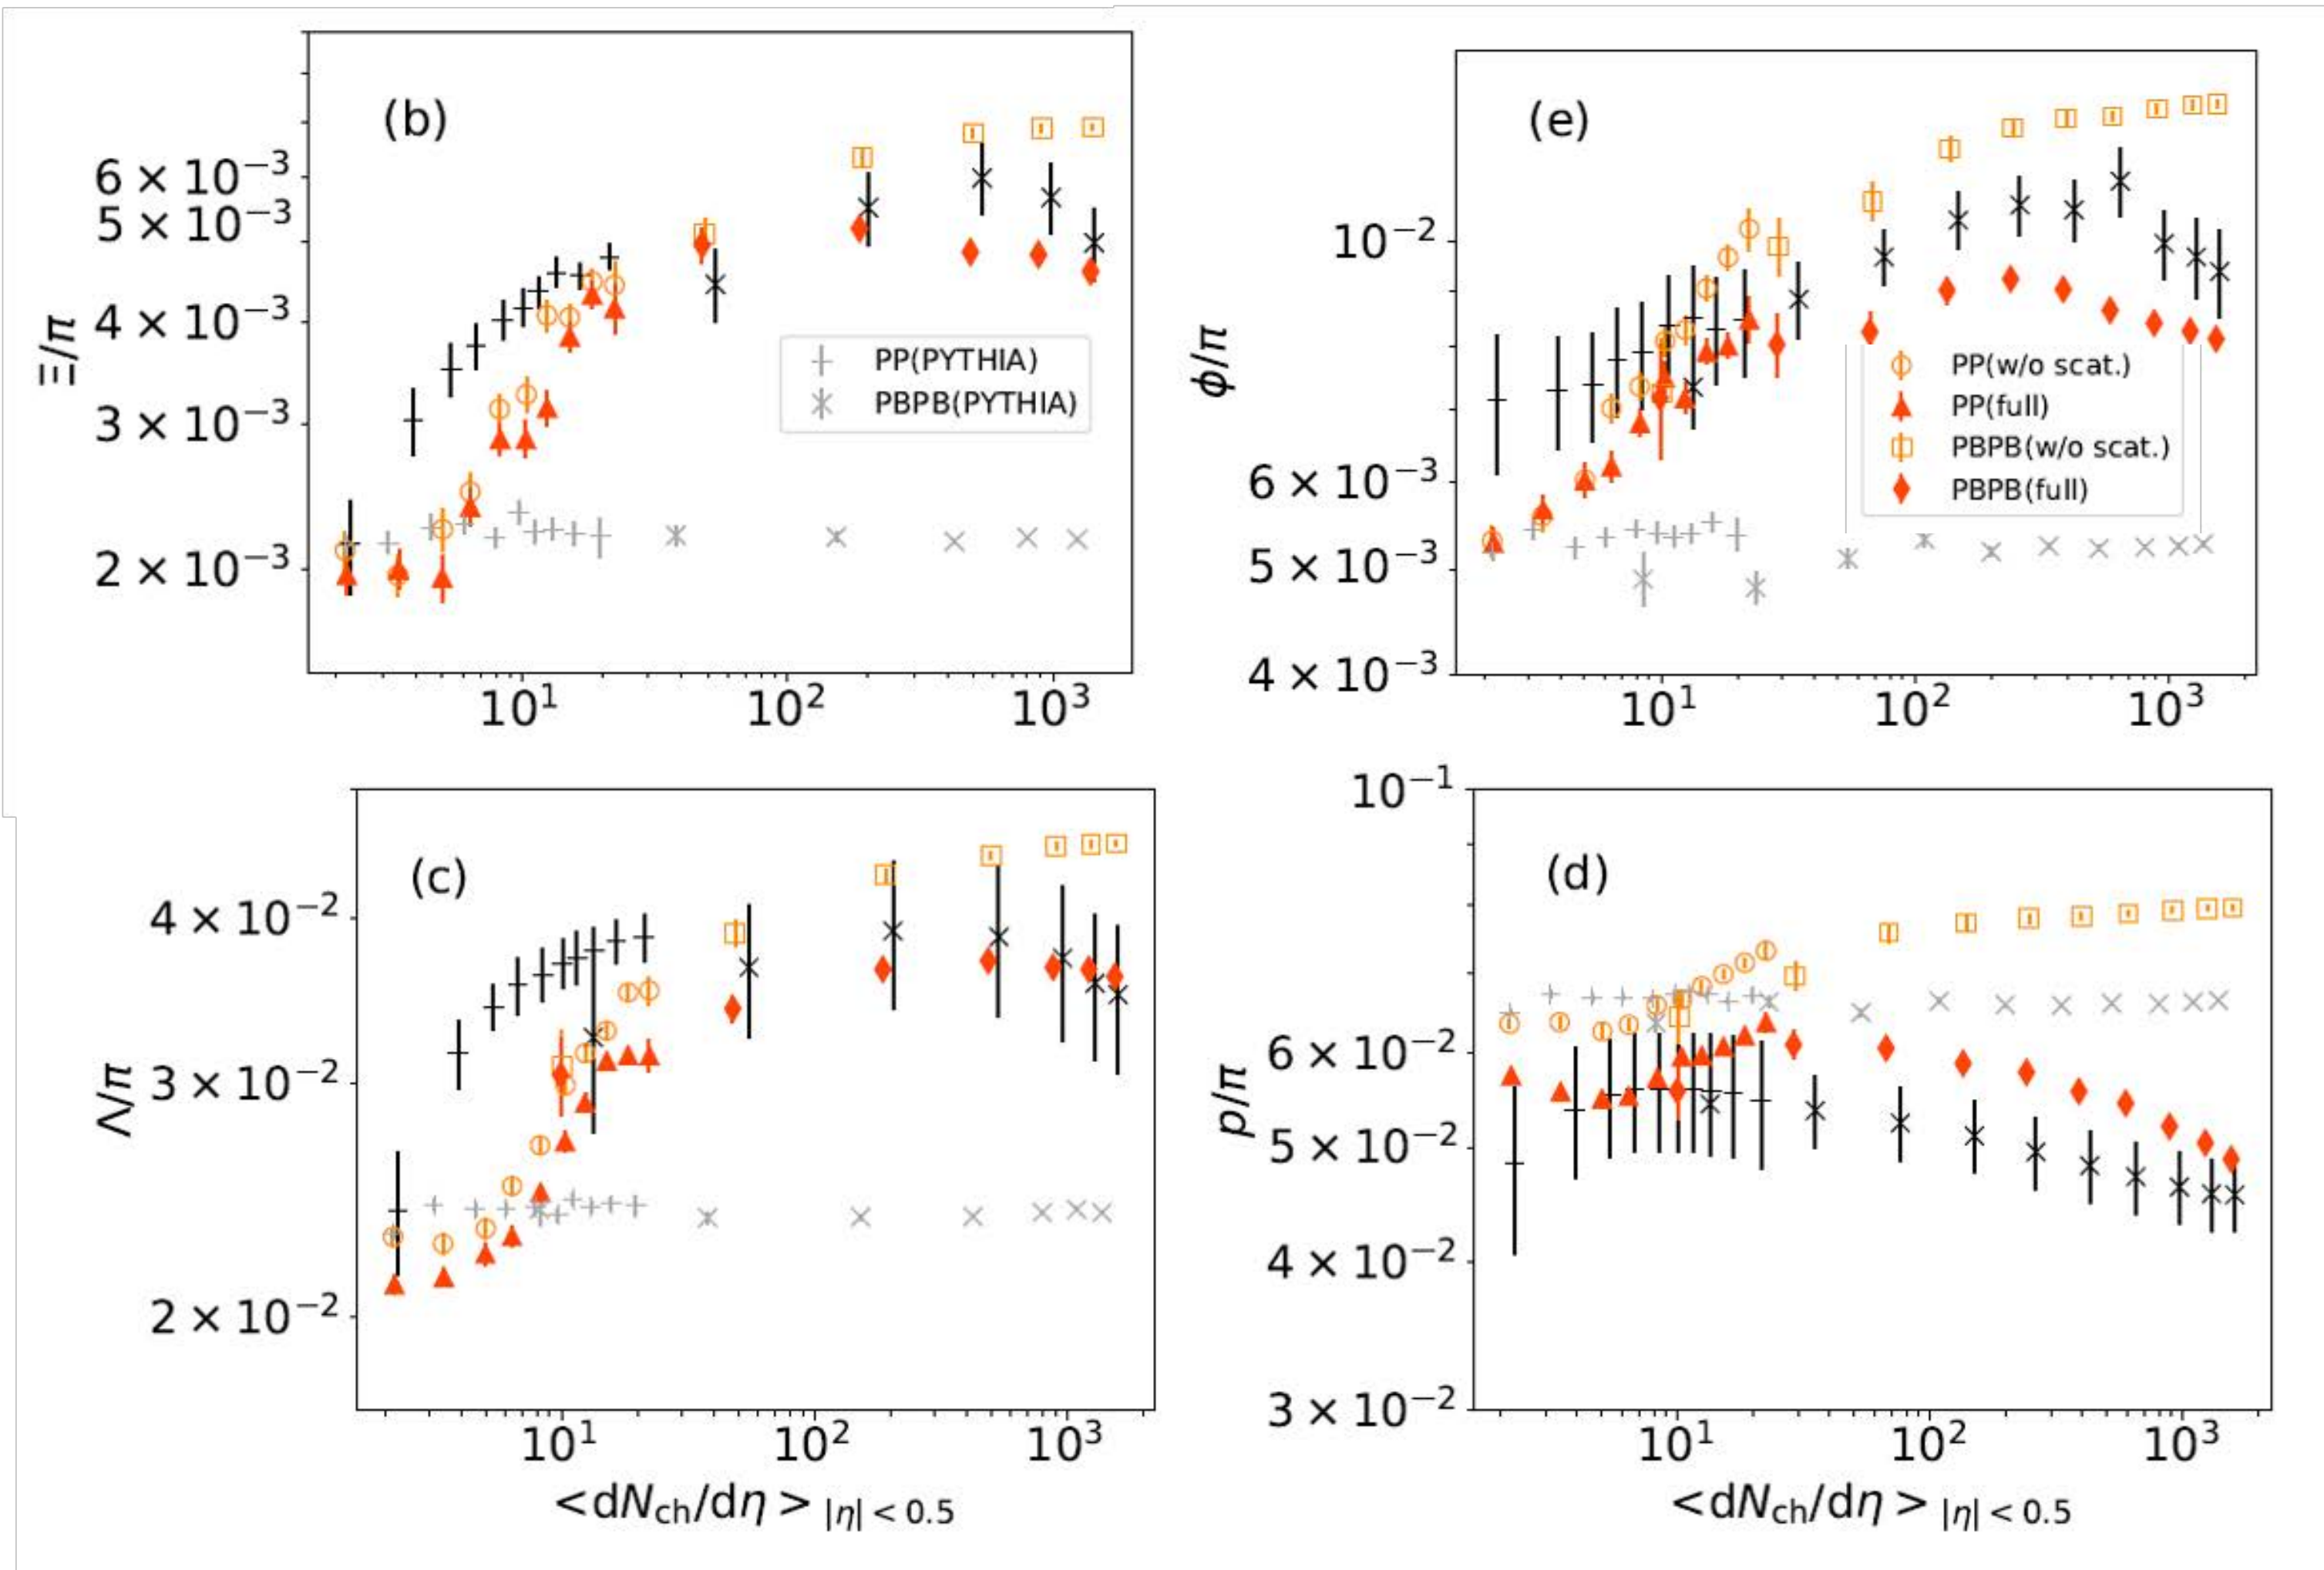 (b)
6 × 10⁻³
5 × 10⁻³
4 × 10⁻³
3 × 10⁻³
2 × 10⁻³
Ξ/π
PP(PYTHIA)
PBPB(PYTHIA)
10¹ 10² 10³
(e)
10⁻²
6 × 10⁻³
5 × 10⁻³
4 × 10⁻³
ϕ/π
PP(w/o scat.)
PP(full)
PBPB(w/o scat.)
PBPB(full)
10¹ 10² 10³
(c)
4 × 10⁻²
3 × 10⁻²
2 × 10⁻²
Λ/π
10¹ 10² 10³
<dN_ch/dη>_|η|<0.5
(d)
10⁻¹
6 × 10⁻²
5 × 10⁻²
4 × 10⁻²
3 × 10⁻²
p/π
10¹ 10² 10³
<dN_ch/dη>_|η|<0.5